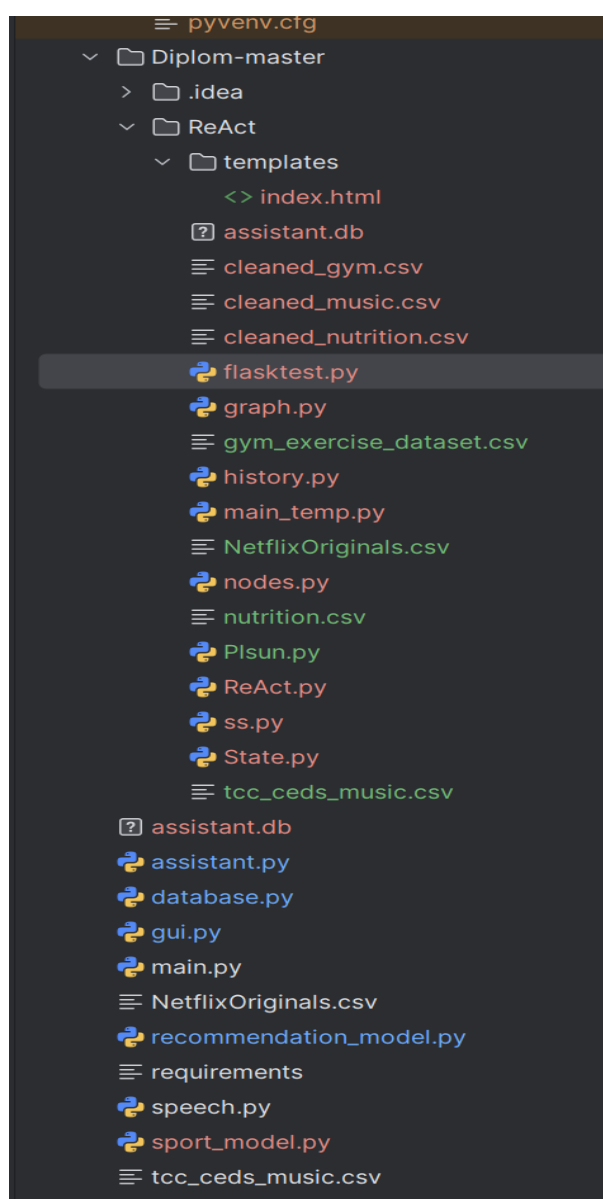 pyvenv.cfg
Diplom-master
.idea
ReAct
templates
index.html
assistant.db
cleaned_gym.csv
cleaned_music.csv
cleaned_nutrition.csv
flasktest.py
graph.py
gym_exercise_dataset.csv
history.py
main_temp.py
NetflixOriginals.csv
nodes.py
nutrition.csv
Plsun.py
ReAct.py
ss.py
State.py
tcc_ceds_music.csv
assistant.db
assistant.py
database.py
gui.py
main.py
NetflixOriginals.csv
recommendation_model.py
requirements
speech.py
sport_model.py
tcc_ceds_music.csv